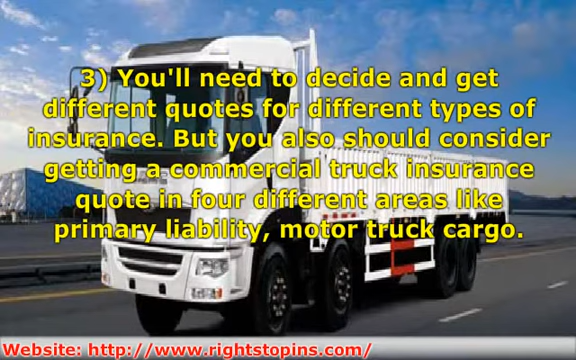 3) You'll need to decide and get
different quotes for different types of
insurance. But you also should consider
getting a commercial truck insurance
quote in four different areas like
primary liability, motor truck cargo.
Website: http://www.rightstopins.com/